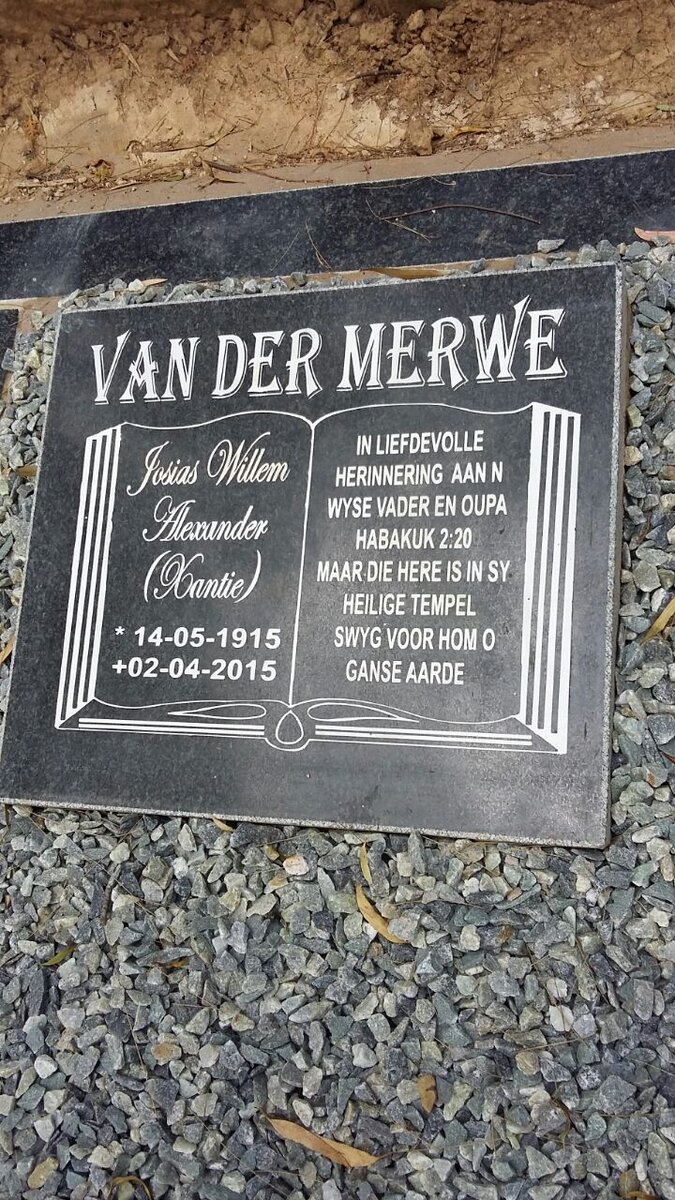 VAN DER MERWE
Josias Willem
Alexander
(Xantie)
* 14-05-1915
+02-04-2015
IN LIEFDEVOLLE
HERINNERING AAN N
WYSE VADER EN OUPA
HABAKUK 2:20
MAAR DIE HERE IS IN SY
HEILIGE TEMPEL
SWYG VOOR HOM O
GANSE AARDE